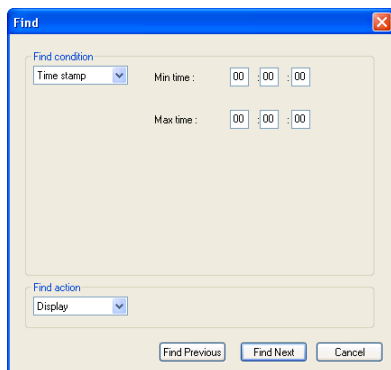 Find
Find condition
Time stamp
Min time : 00 : 00 : 00
Max time : 00 : 00 : 00
Find action
Display
Find Previous
Find Next
Cancel